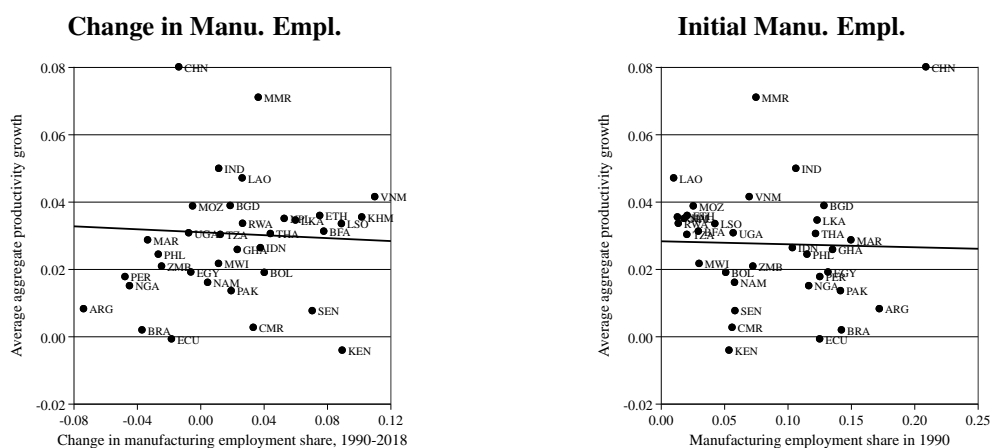 Change in Manu. Empl.
Average aggregate productivity growth
0.08
0.06
0.04
0.02
0.00
-0.02
CHN
MMR
IND
LAO
VNM
MOZ
BGD
ETH
KHM
LKA
RWA
LSO
UGA
TZA
THA
BFA
MAR
GHA
IDN
PHL
ZMB
MWI
PER
EGY
BOL
NGA
NAM
PAK
ARG
SEN
BRA
CMR
ECU
KEN
-0.08
-0.04
0.00
0.04
0.08
0.12
Change in manufacturing employment share, 1990-2018
Initial Manu. Empl.
Average aggregate productivity growth
0.08
0.06
0.04
0.02
0.00
-0.02
CHN
MMR
IND
LAO
VNM
MOZ
BGD
ETH
LKA
RWA
LSO
BFA
TZA
UGA
THA
MAR
IDN
GHA
PHL
MWI
ZMB
BOL
EGY
PER
NAM
NGA
PAK
SEN
ARG
CMR
BRA
ECU
KEN
0.00
0.05
0.10
0.15
0.20
0.25
Manufacturing employment share in 1990